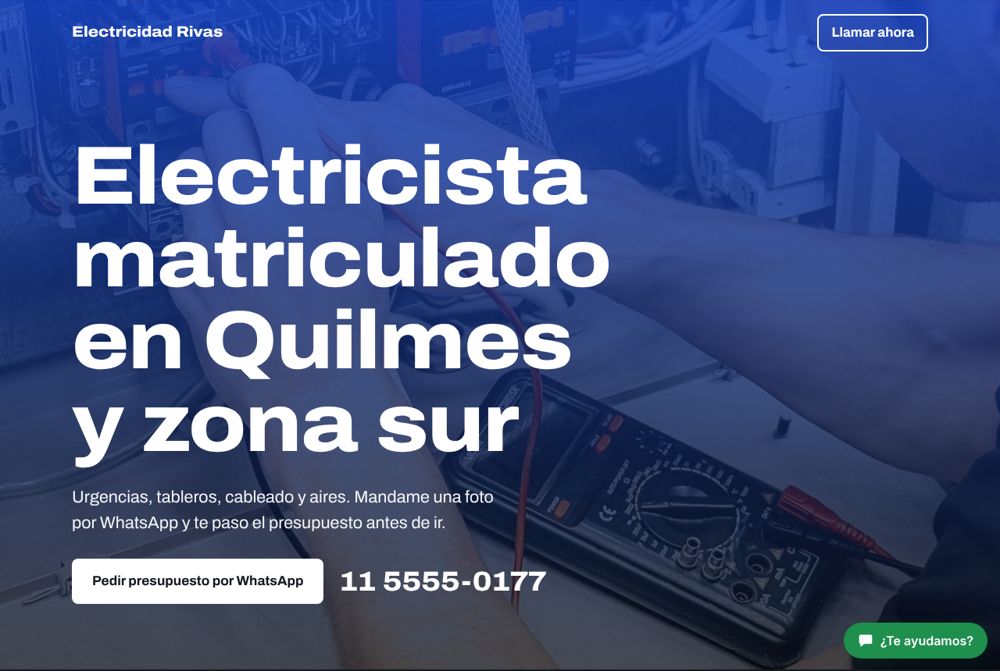 Electricidad Rivas
Llamar ahora
Electricista
matriculado
en Quilmes
y zona sur
Urgencias, tableros, cableado y aires. Mandame una foto
por WhatsApp y te paso el presupuesto antes de ir.
Pedir presupuesto por WhatsApp
11 5555-0177
¿Te ayudamos?